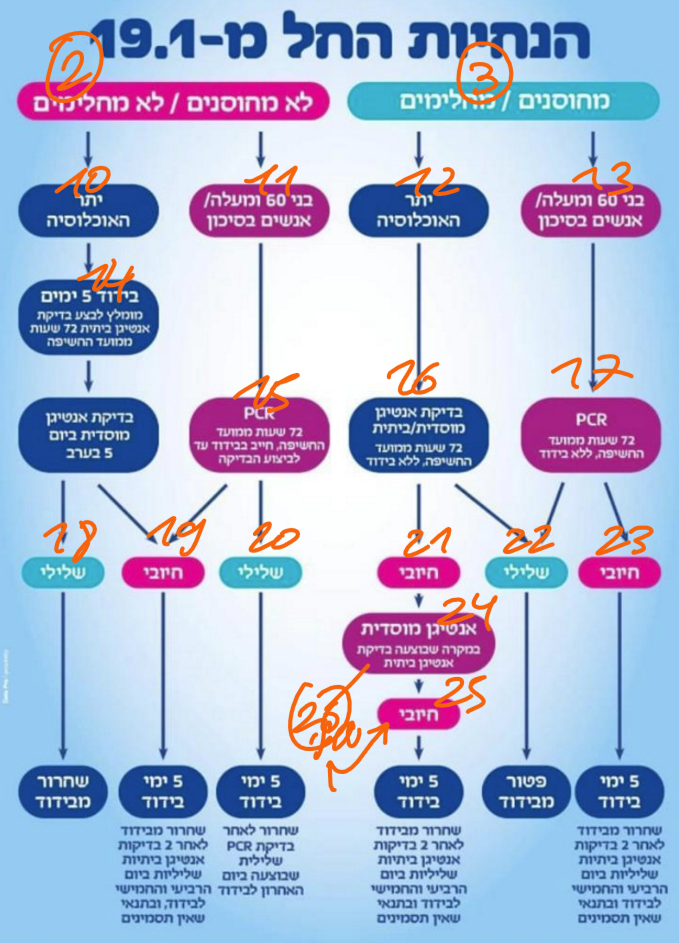 הנחיות החל מ-19.1
3
מחוסנים / מחלימים
2
לא מחוסנים / לא מחלימים
13
בני 60 ומעלה/
אנשים בסיכון
12
יתר
האוכלוסיה
11
בני 60 ומעלה/
אנשים בסיכון
10
יתר
האוכלוסיה
14
בידוד 5 ימים
מומלץ לבצע בדיקת
אנטיגן ביתית 72 שעות
ממועד החשיפה
17
PCR
72 שעות ממועד
החשיפה, ללא בידוד
16
בדיקת אנטיגן
מוסדית/ביתית
72 שעות ממועד
החשיפה, ללא בידוד
15
PCR
72 שעות ממועד
החשיפה, חייב בבידוד עד
לביצוע הבדיקה
בדיקת אנטיגן
מוסדית ביום
5 בערב
23
חיובי
22
שלילי
21
חיובי
20
שלילי
19
חיובי
18
שלילי
24
אנטיגן מוסדית
במקרה שבוצעה בדיקת
אנטיגן ביתית
25
חיובי
5 ימי
בידוד
שחרור מבידוד
לאחר 2 בדיקות
אנטיגן ביתיות
שליליות ביום
הרביעי והחמישי
לבידוד ובתנאי
שאין תסמינים
פטור
מבידוד
5 ימי
בידוד
שחרור מבידוד
לאחר 2 בדיקות
אנטיגן ביתיות
שליליות ביום
הרביעי והחמישי
לבידוד ובתנאי
שאין תסמינים
5 ימי
בידוד
שחרור לאחר
בדיקת PCR
שלילית
שבוצעה ביום
האחרון לבידוד
5 ימי
בידוד
שחרור מבידוד
לאחר 2 בדיקות
אנטיגן ביתיות
שליליות ביום
הרביעי והחמישי
לבידוד, ובתנאי
שאין תסמינים
שחרור
מבידוד